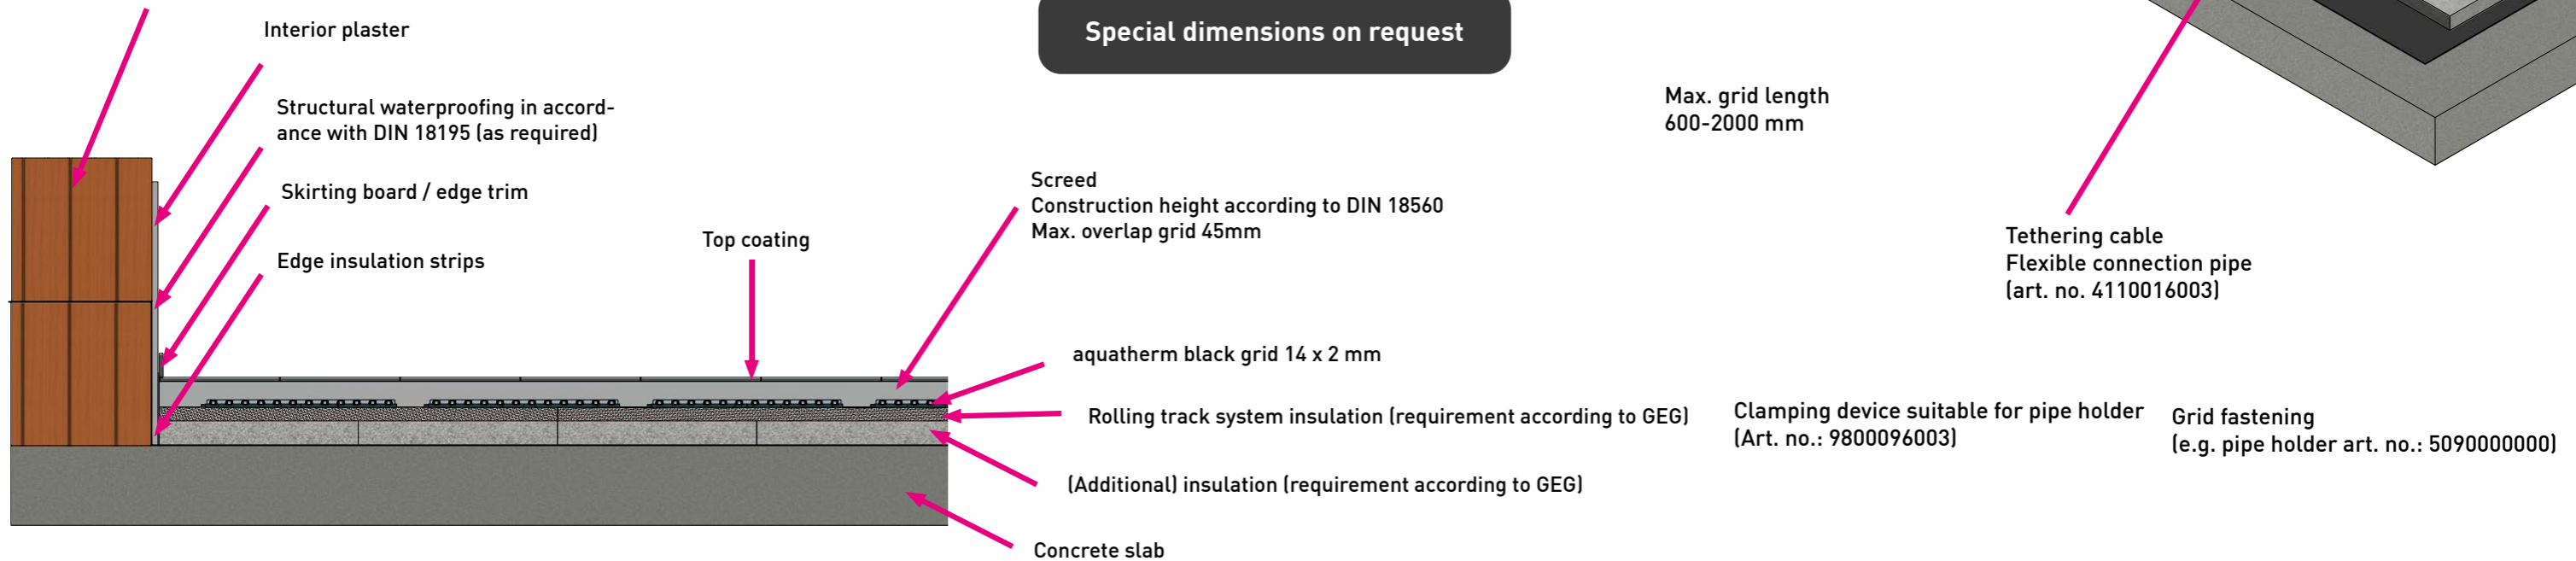 Special dimensions on request
Interior plaster
Structural waterproofing in accord-
ance with DIN 18195 (as required)
Skirting board / edge trim
Edge insulation strips
Top coating
Screed
Construction height according to DIN 18560
Max. overlap grid 45mm
aquatherm black grid 14 x 2 mm
Rolling track system insulation (requirement according to GEG)
(Additional) insulation (requirement according to GEG)
Concrete slab
Max. grid length
600-2000 mm
Tethering cable
Flexible connection pipe
(art. no. 4110016003)
Clamping device suitable for pipe holder
(Art. no.: 9800096003)
Grid fastening
(e.g. pipe holder art. no.: 5090000000)